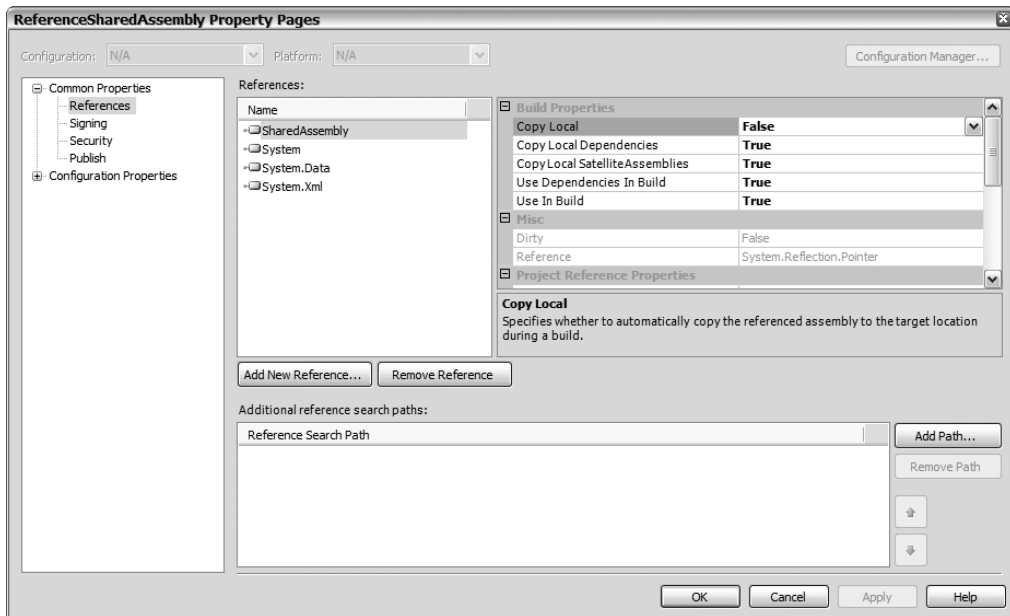 ReferenceSharedAssembly Property Pages
Configuration: N/A Platform: N/A Configuration Manager...
Common Properties
References
Signing
Security
Publish
Configuration Properties
References:
Name
SharedAssembly
System
System.Data
System.Xml
Build Properties
Copy Local False
Copy Local Dependencies True
Copy Local Satellite Assemblies True
Use Dependencies In Build True
Use In Build True
Misc
Dirty False
Reference System.Reflection.Pointer
Project Reference Properties
Copy Local
Specifies whether to automatically copy the referenced assembly to the target location
during a build.
Add New Reference... Remove Reference
Additional reference search paths:
Reference Search Path
Add Path...
Remove Path
OK Cancel Apply Help